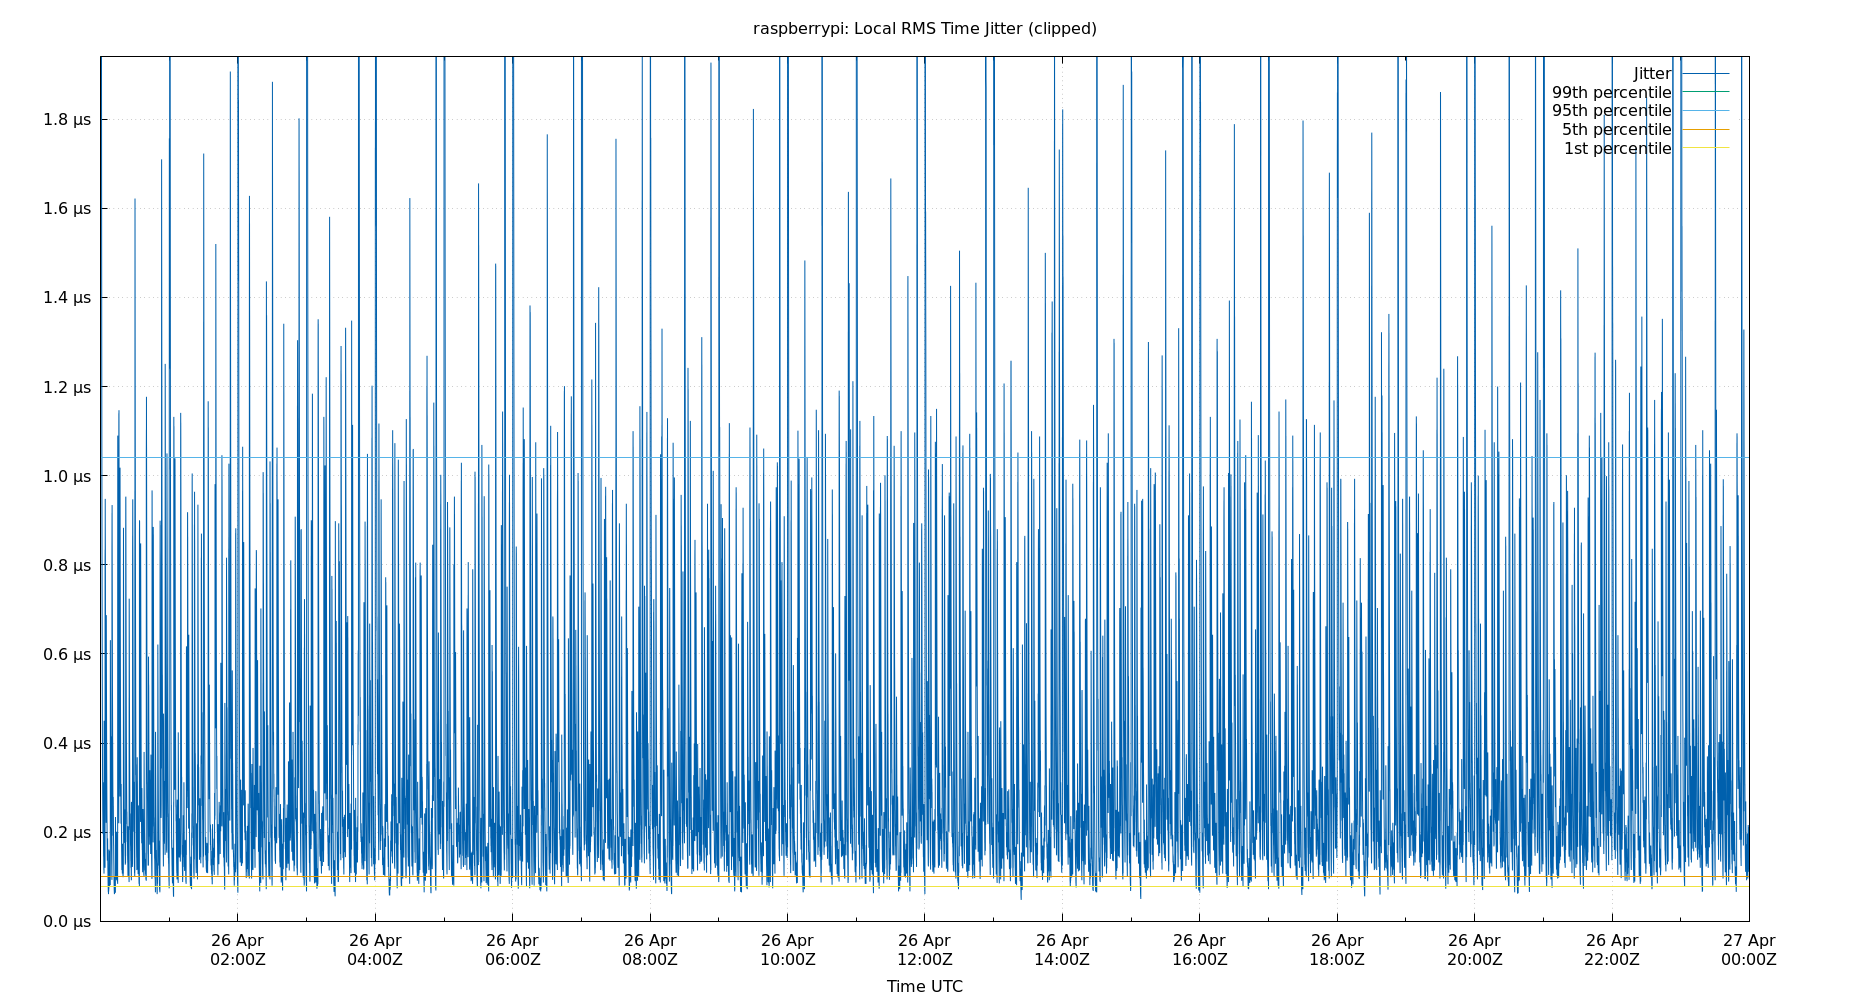 raspberrypi: Local RMS Time Jitter (clipped)
Jitter
99th percentile
95th percentile
5th percentile
1st percentile
1.8 µs
1.6 µs
1.4 µs
1.2 µs
1.0 µs
0.8 µs
0.6 µs
0.4 µs
0.2 µs
0.0 µs
26 Apr 26 Apr 26 Apr 26 Apr 26 Apr 26 Apr 26 Apr 26 Apr 26 Apr 26 Apr 26 Apr 27 Apr
02:00Z 04:00Z 06:00Z 08:00Z 10:00Z 12:00Z 14:00Z 16:00Z 18:00Z 20:00Z 22:00Z 00:00Z
Time UTC